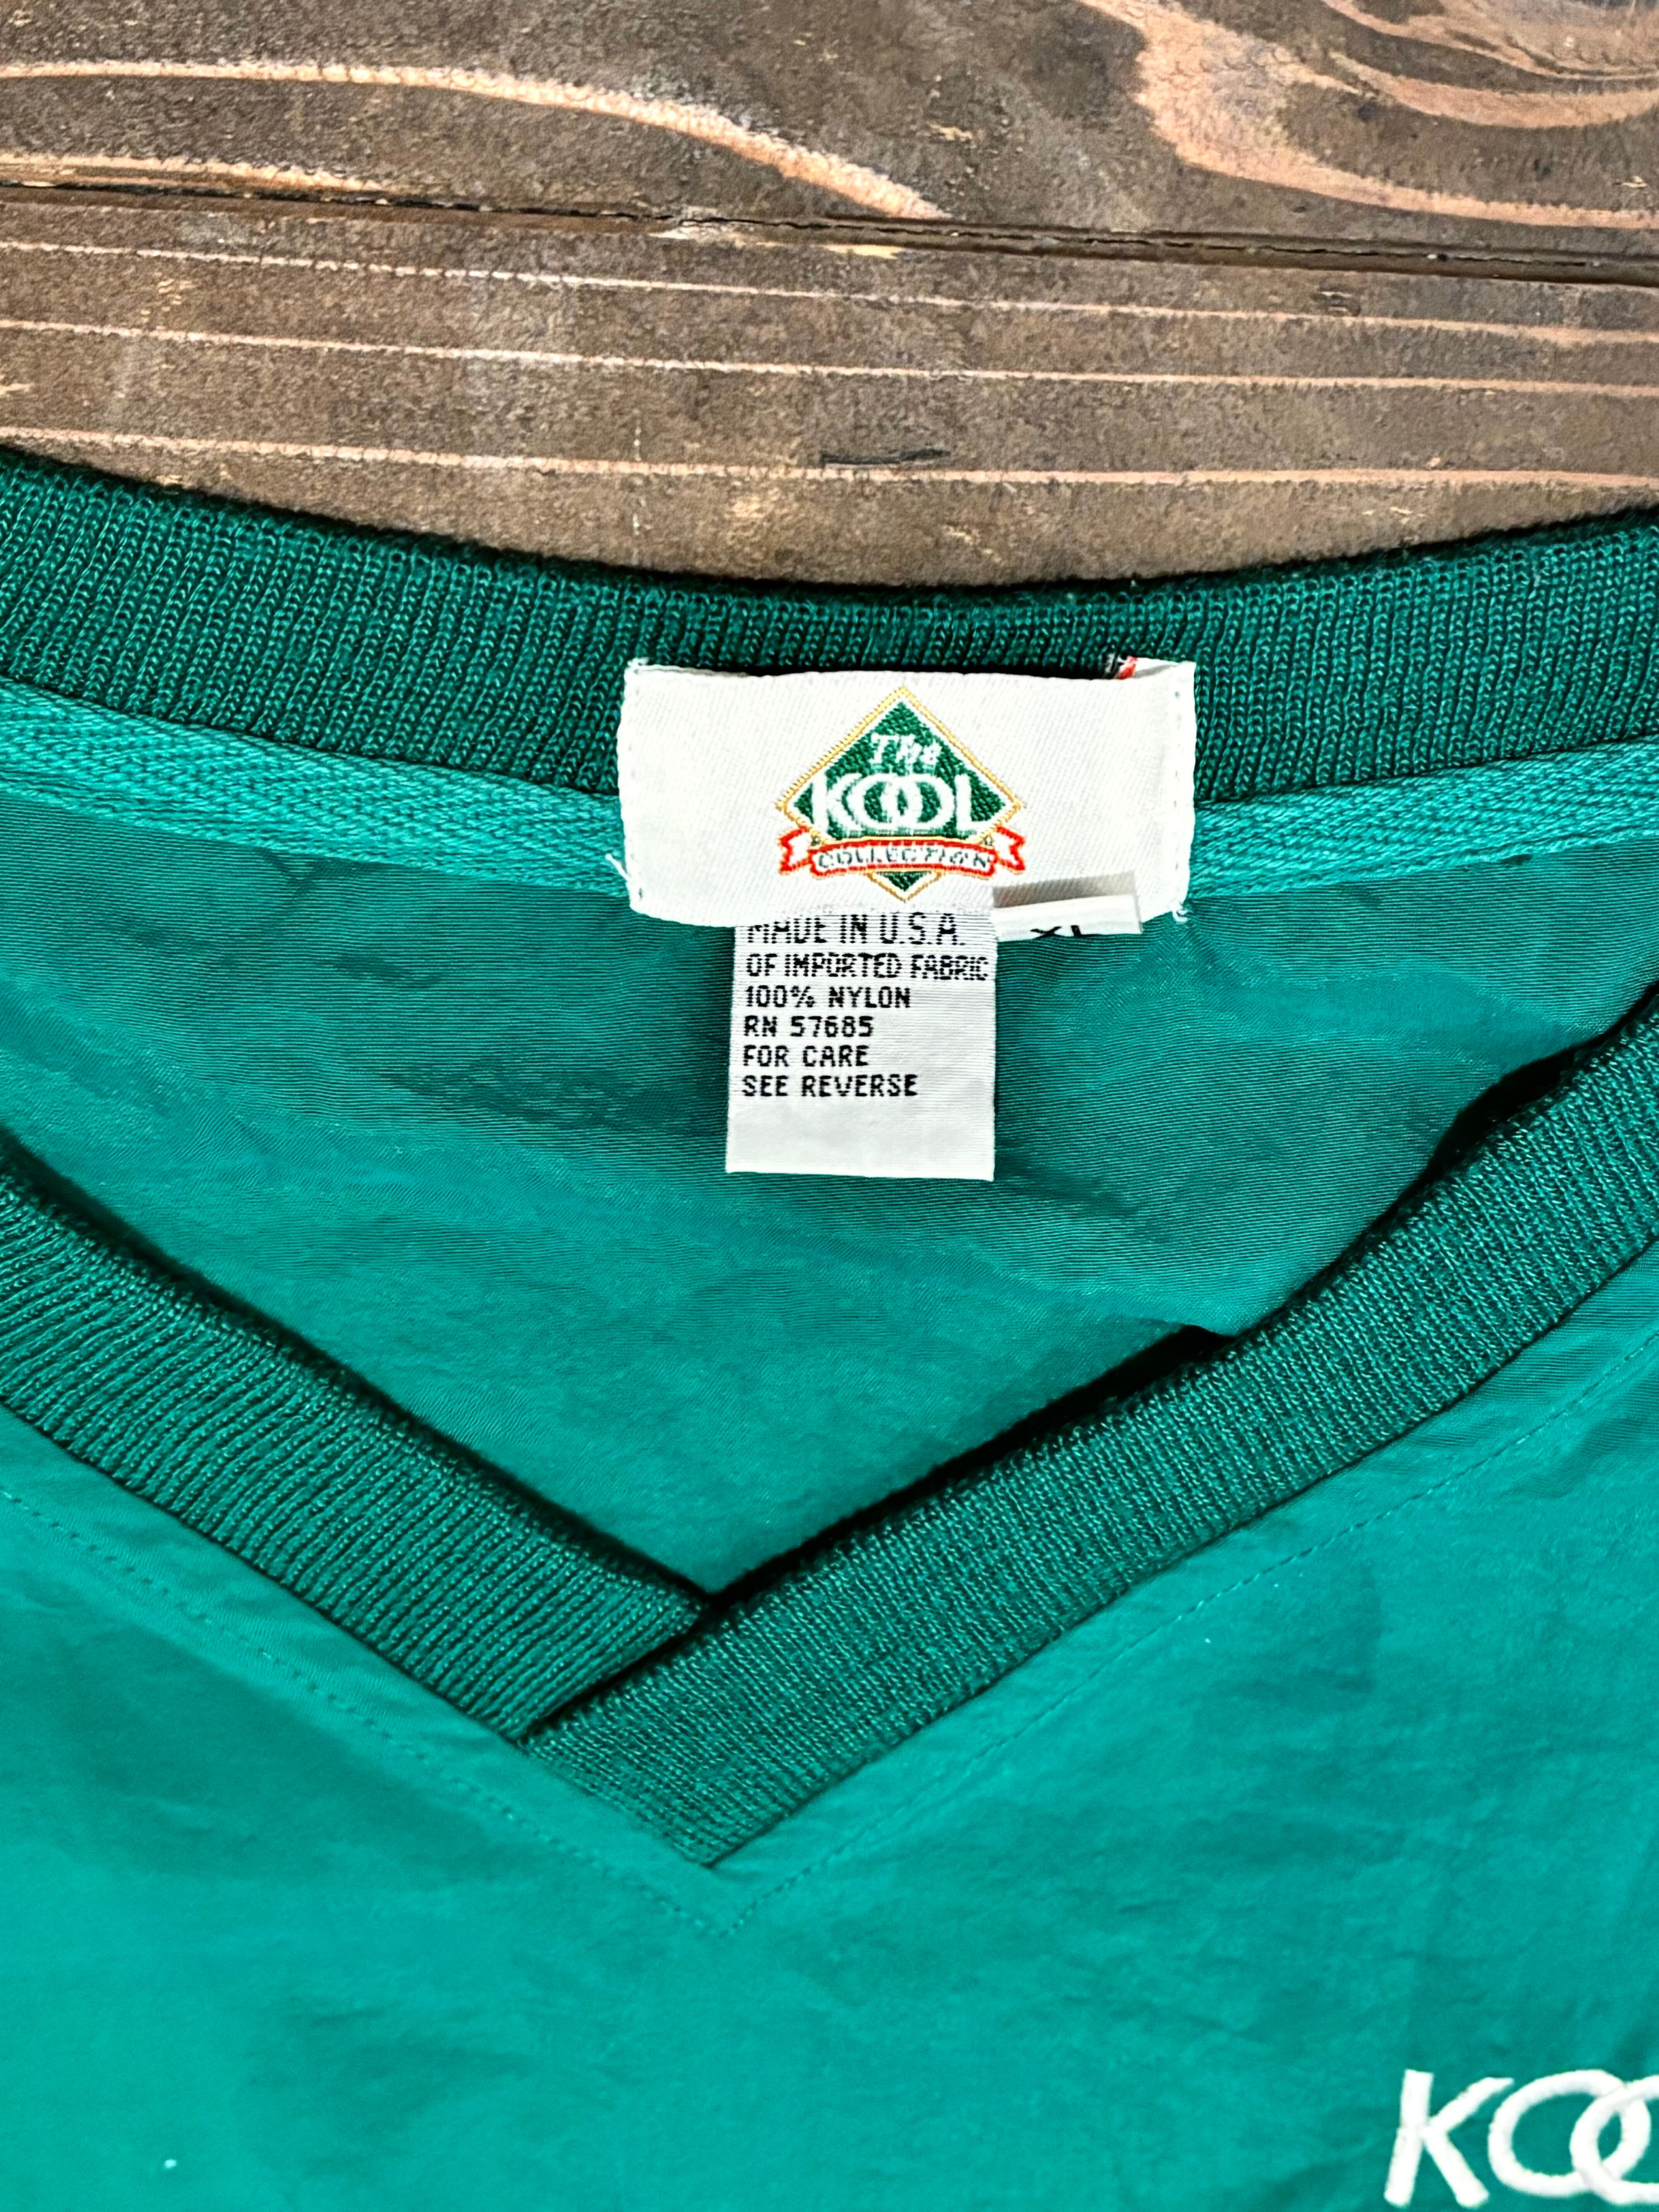 The
KOOL
COLLECTION
XL
MADE IN U.S.A.
OF IMPORTED FABRIC
100% NYLON
RN 57685
FOR CARE
SEE REVERSE
KOO